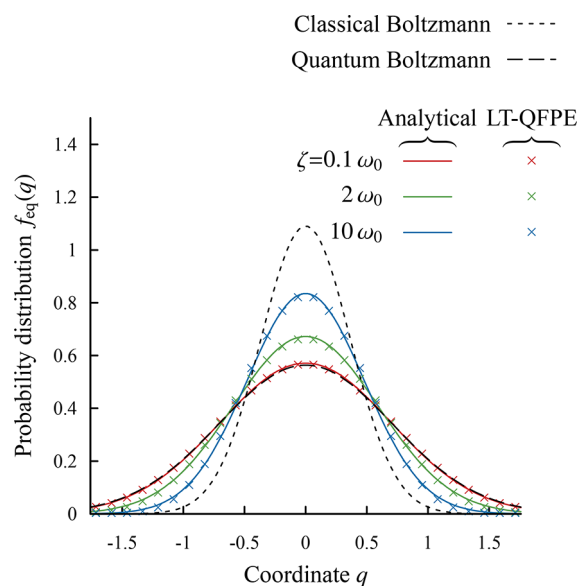 Classical Boltzmann
Quantum Boltzmann
Analytical LT-QFPE
ζ=0.1 ω₀
2 ω₀
10 ω₀
Probability distribution f_eq(q)
1.4
1.2
1
0.8
0.6
0.4
0.2
0
-1.5 -1 -0.5 0 0.5 1 1.5
Coordinate q